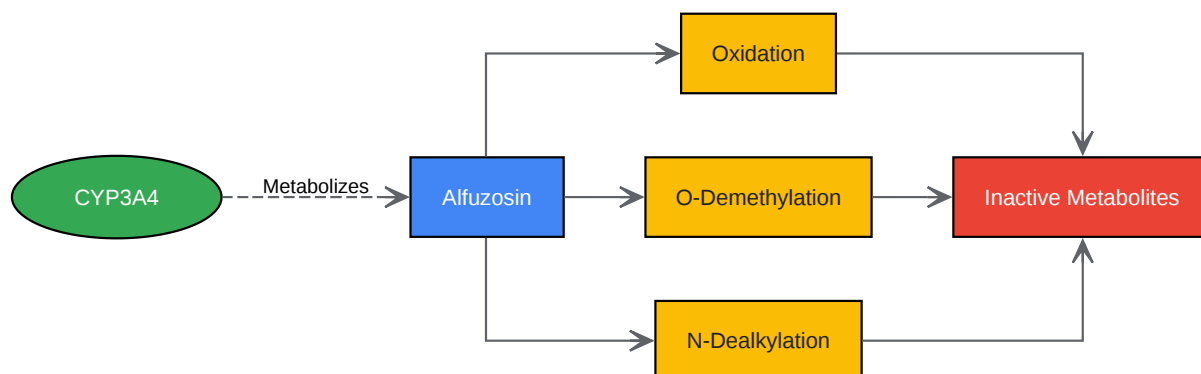 Oxidation
CYP3A4
Metabolizes
Alfuzosin
O-Demethylation
Inactive Metabolites
N-Dealkylation